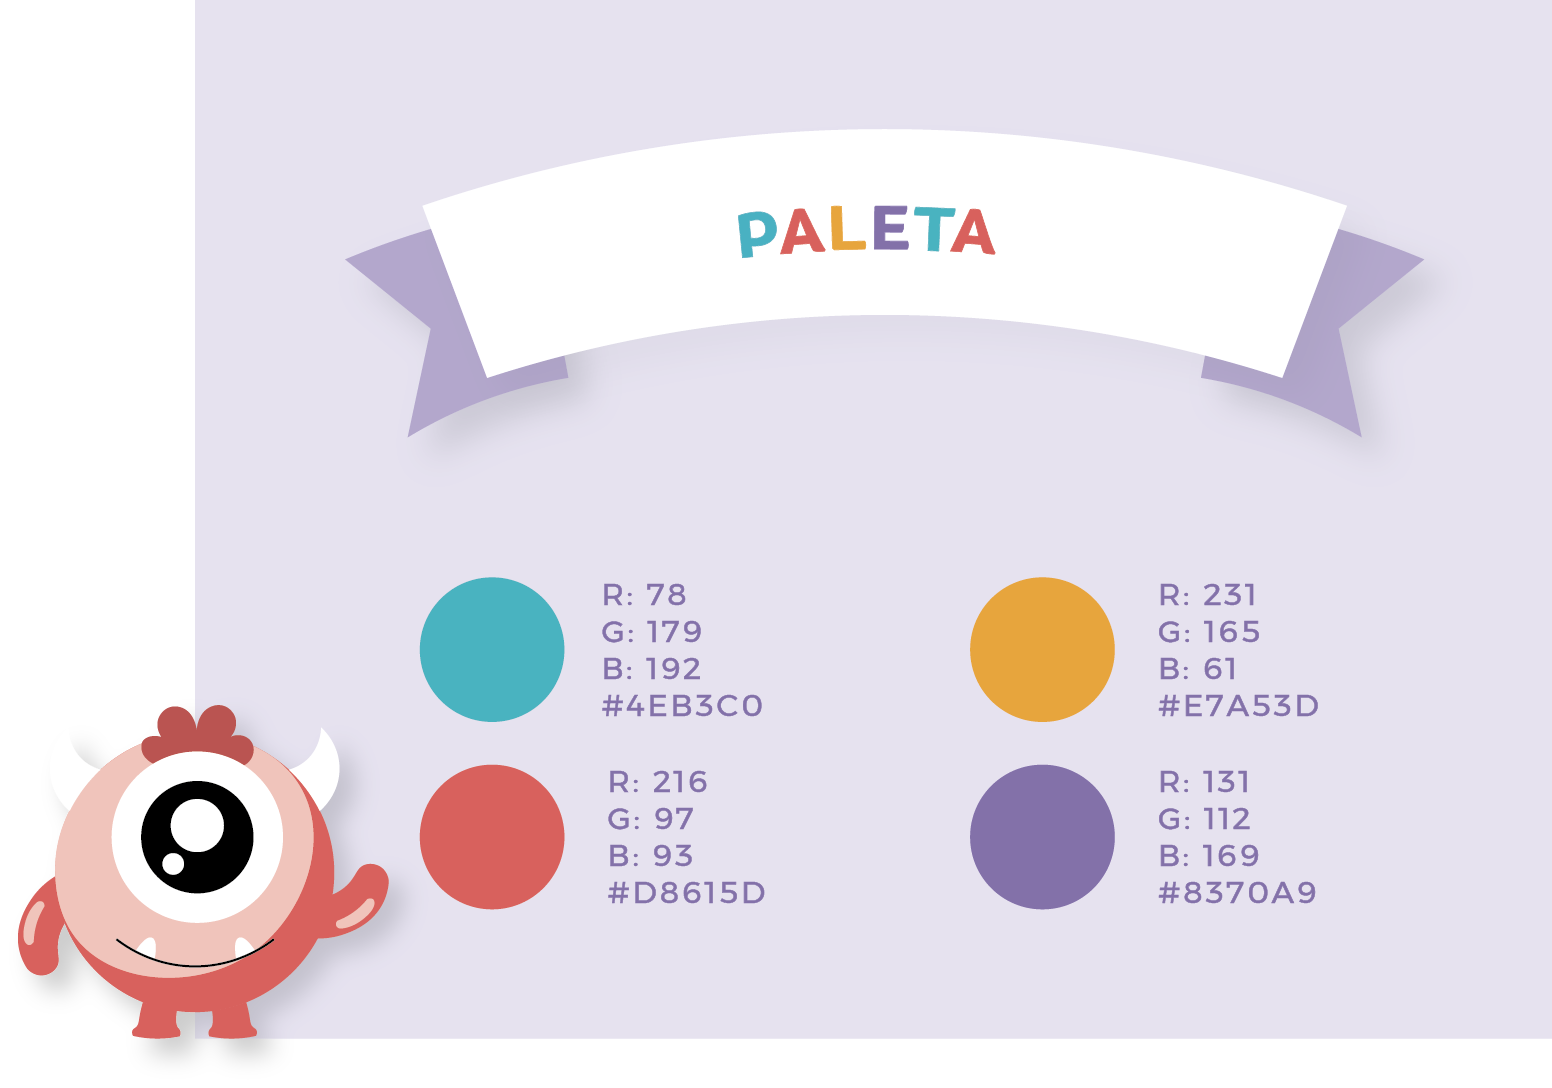 PALETA
R: 78
G: 179
B: 192
#4EB3C0
R: 231
G: 165
B: 61
#E7A53D
R: 216
G: 97
B: 93
#D8615D
R: 131
G: 112
B: 169
#8370A9